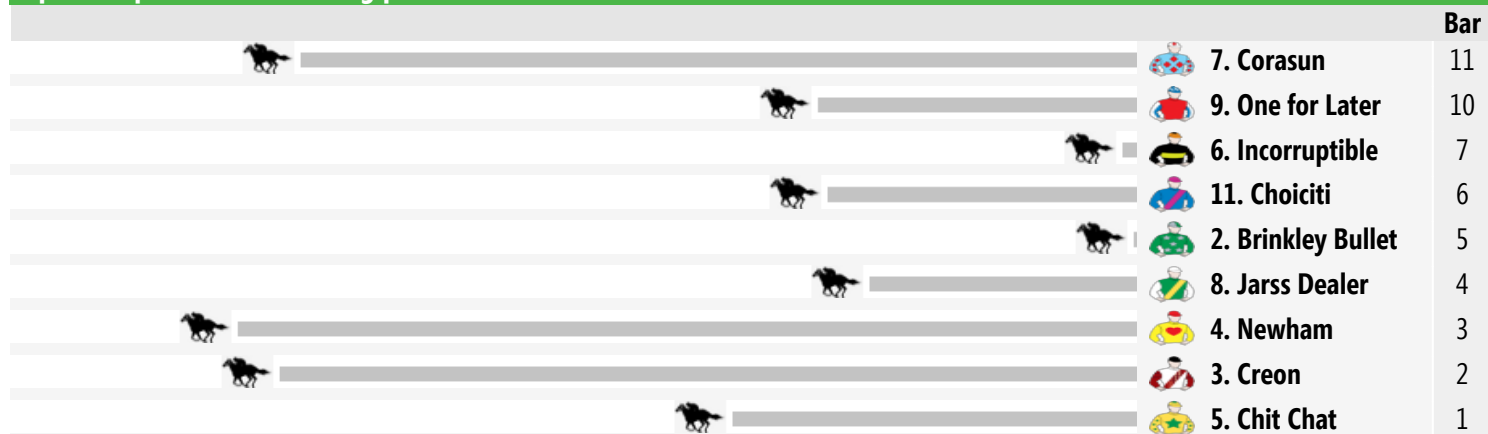 Bar
7. Corasun 11
9. One for Later 10
6. Incorruptible 7
11. Choiciti 6
2. Brinkley Bullet 5
8. Jarss Dealer 4
4. Newham 3
3. Creon 2
5. Chit Chat 1